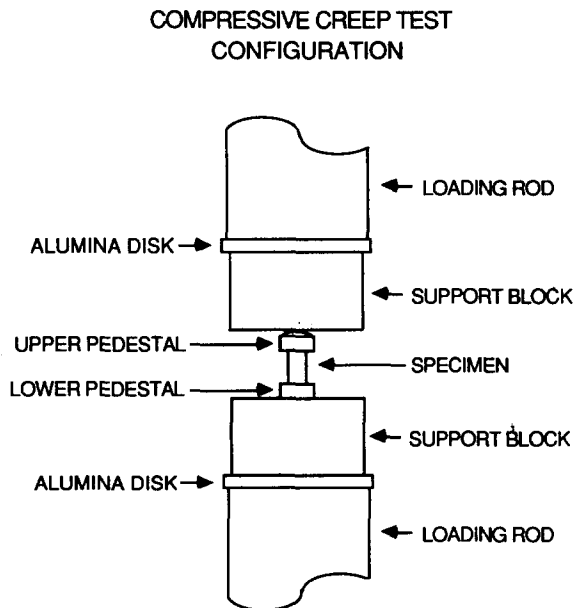 COMPRESSIVE CREEP TEST
CONFIGURATION
LOADING ROD
ALUMINA DISK
SUPPORT BLOCK
UPPER PEDESTAL
SPECIMEN
LOWER PEDESTAL
SUPPORT BLOCK
ALUMINA DISK
LOADING ROD